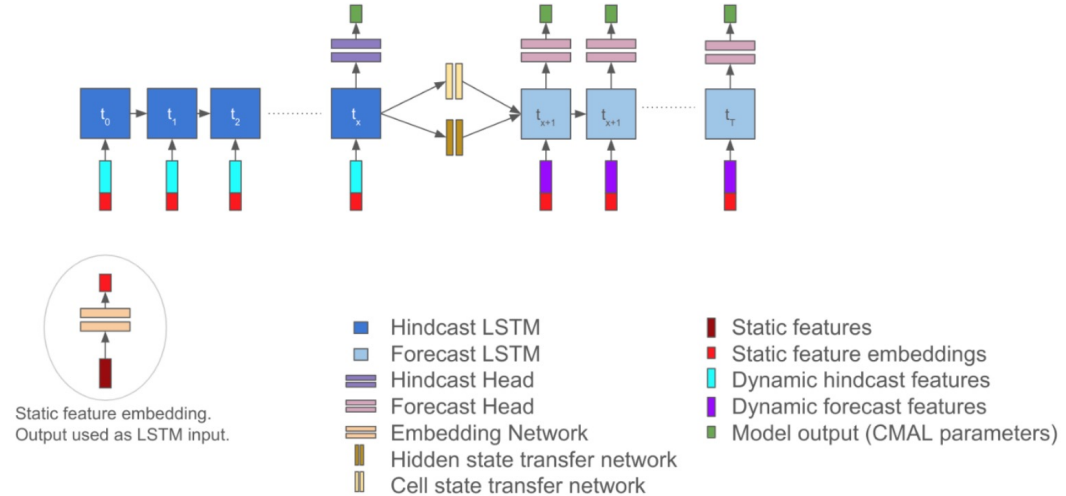 t0 t1 t2 tx tx+1 tx+1 tT
Static feature embedding.
Output used as LSTM input.
Hindcast LSTM
Forecast LSTM
Hindcast Head
Forecast Head
Embedding Network
Hidden state transfer network
Cell state transfer network
Static features
Static feature embeddings
Dynamic hindcast features
Dynamic forecast features
Model output (CMAL parameters)